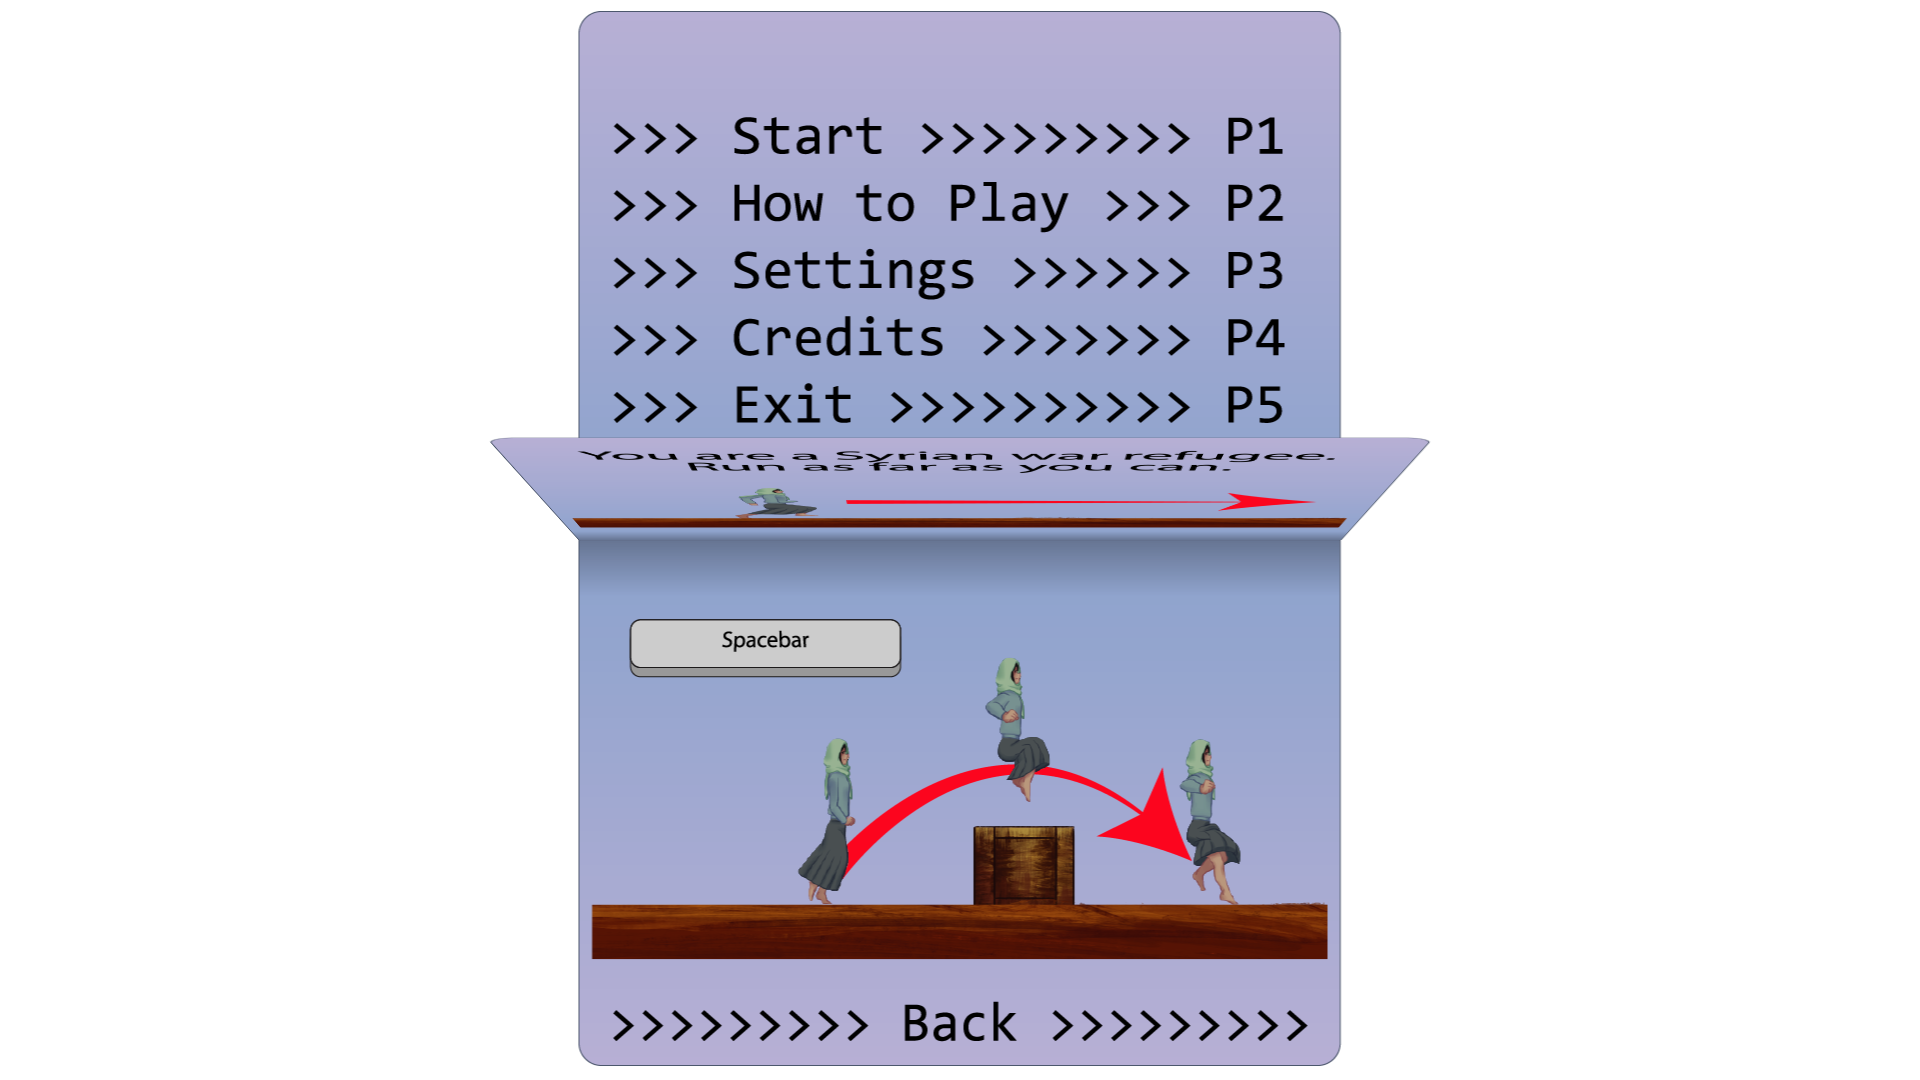 >>> Start >>>>>>>>> P1
>>> How to Play >>> P2
>>> Settings >>>>>> P3
>>> Credits >>>>>>> P4
>>> Exit >>>>>>>>>> P5
You are a Syrian war refugee.
Run as far as you can.
Spacebar
>>>>>>>>> Back >>>>>>>>>